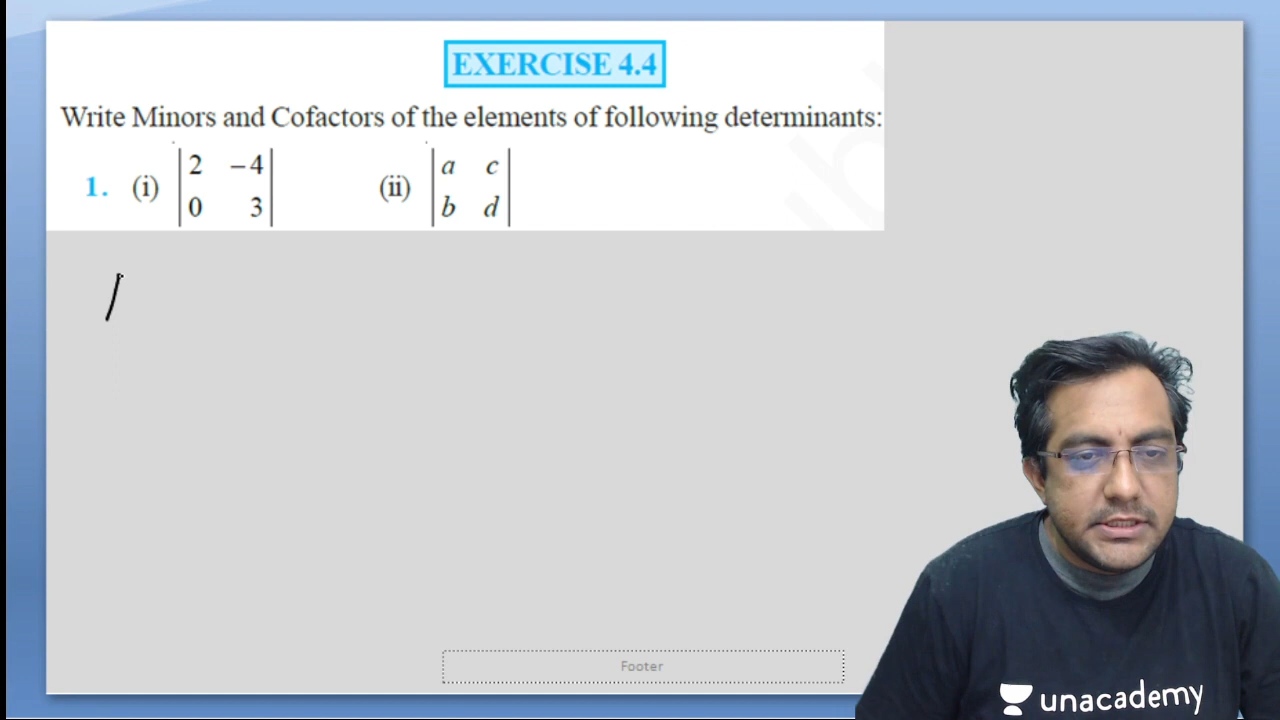 EXERCISE 4.4
Write Minors and Cofactors of the elements of following determinants:
1. (i) |2 −4| (ii) |a c|
|0 3| |b d|
Footer
unacademy